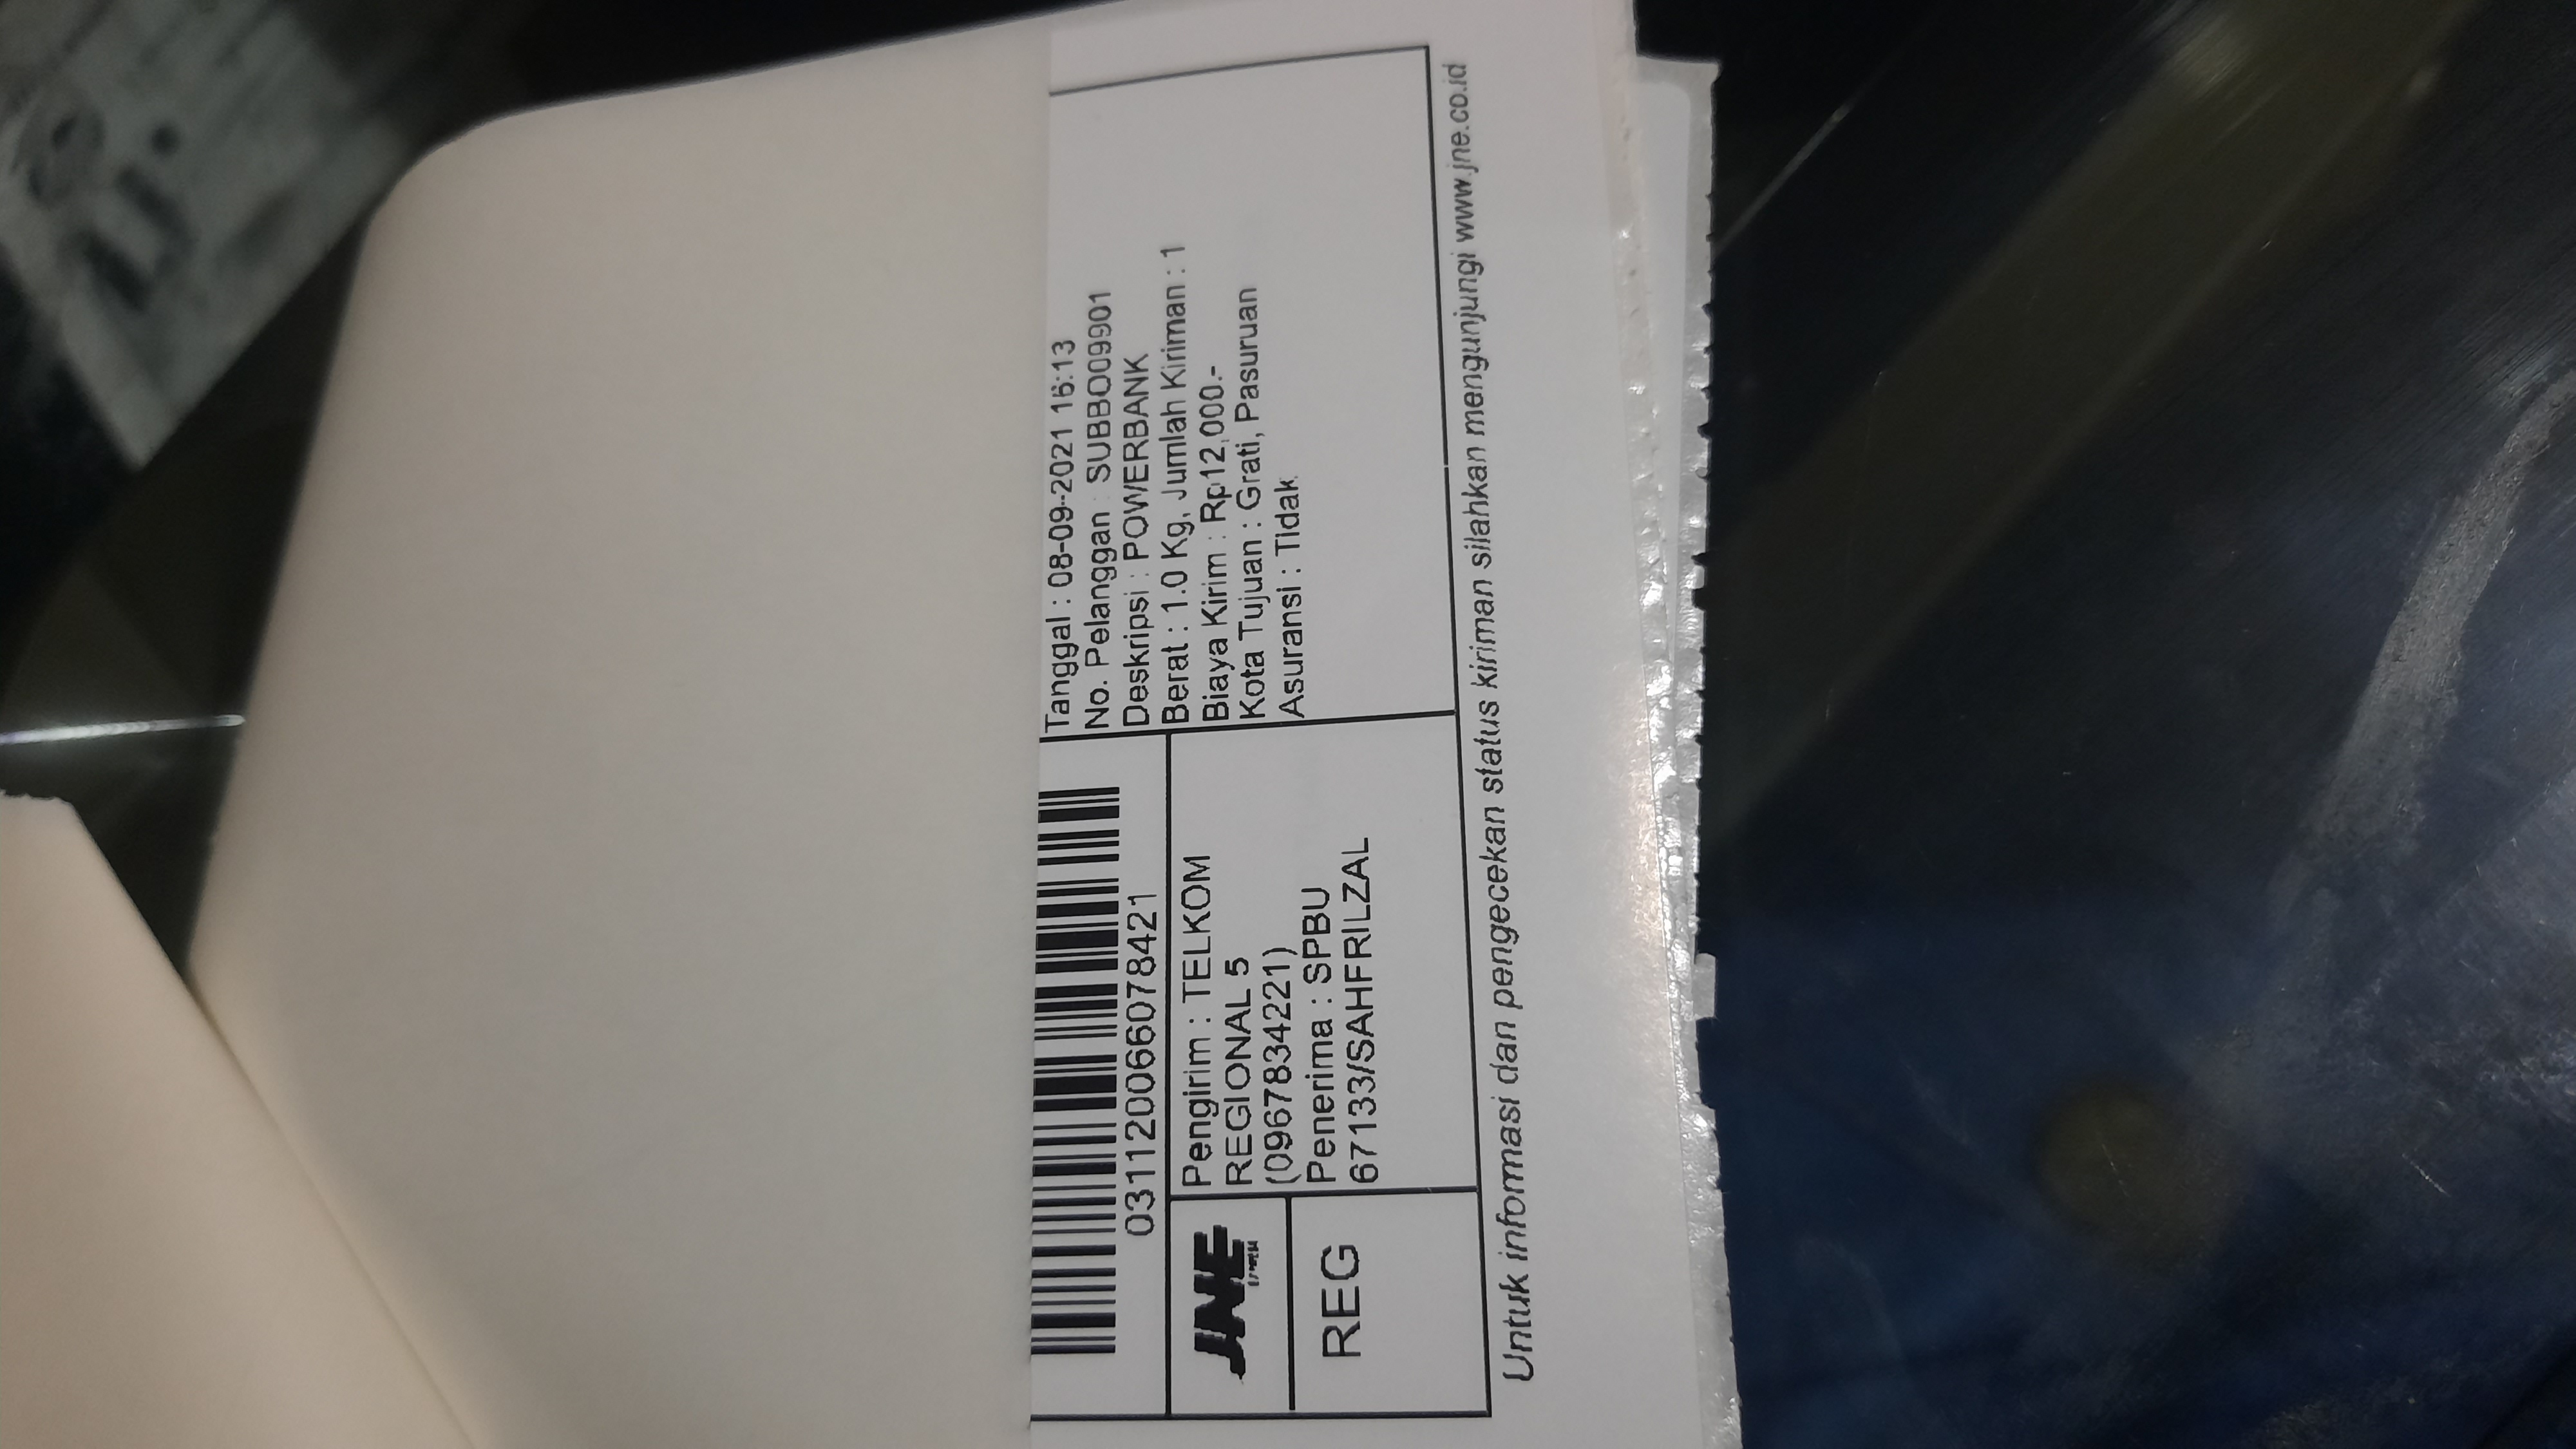 031120066078421
JNE
REG
Pengirim : TELKOM
REGIONAL 5
(0967834221)
Penerima : SPBU
67133/SAHFRILZAL
Tanggal : 08-09-2021 16:13
No. Pelanggan : SUBBO09901
Deskripsi : POWERBANK
Berat : 1.0 Kg, Jumlah Kiriman : 1
Biaya Kirim : Rp12,000.-
Kota Tujuan : Grati, Pasuruan
Asuransi : Tidak
Untuk informasi dan pengecekan status kiriman silahkan mengunjungi www.jne.co.id